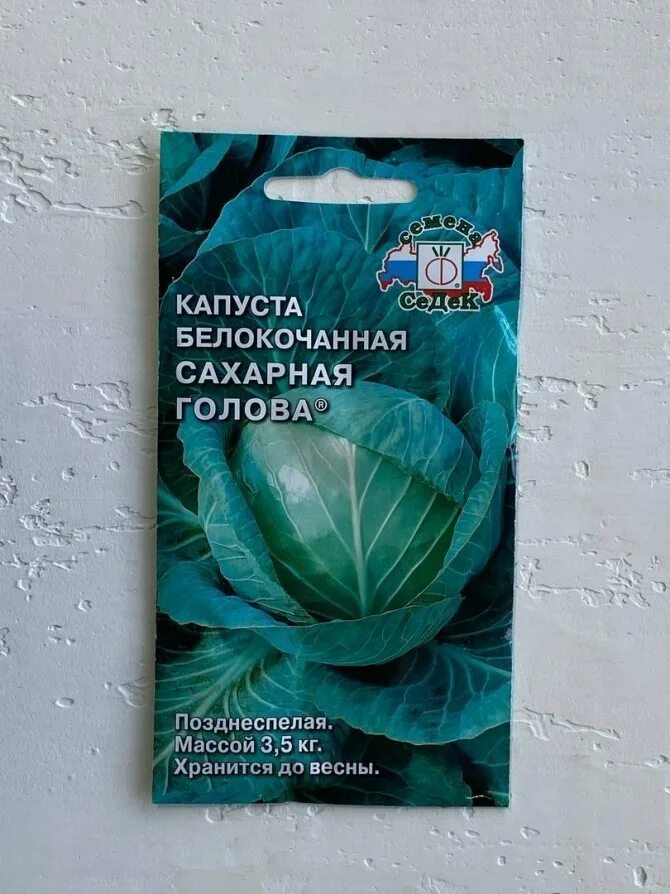 семена
СеДеК
КАПУСТА
БЕЛОКОЧАННАЯ
САХАРНАЯ
ГОЛОВА®
Позднеспелая.
Массой 3,5 кг.
Хранится до весны.